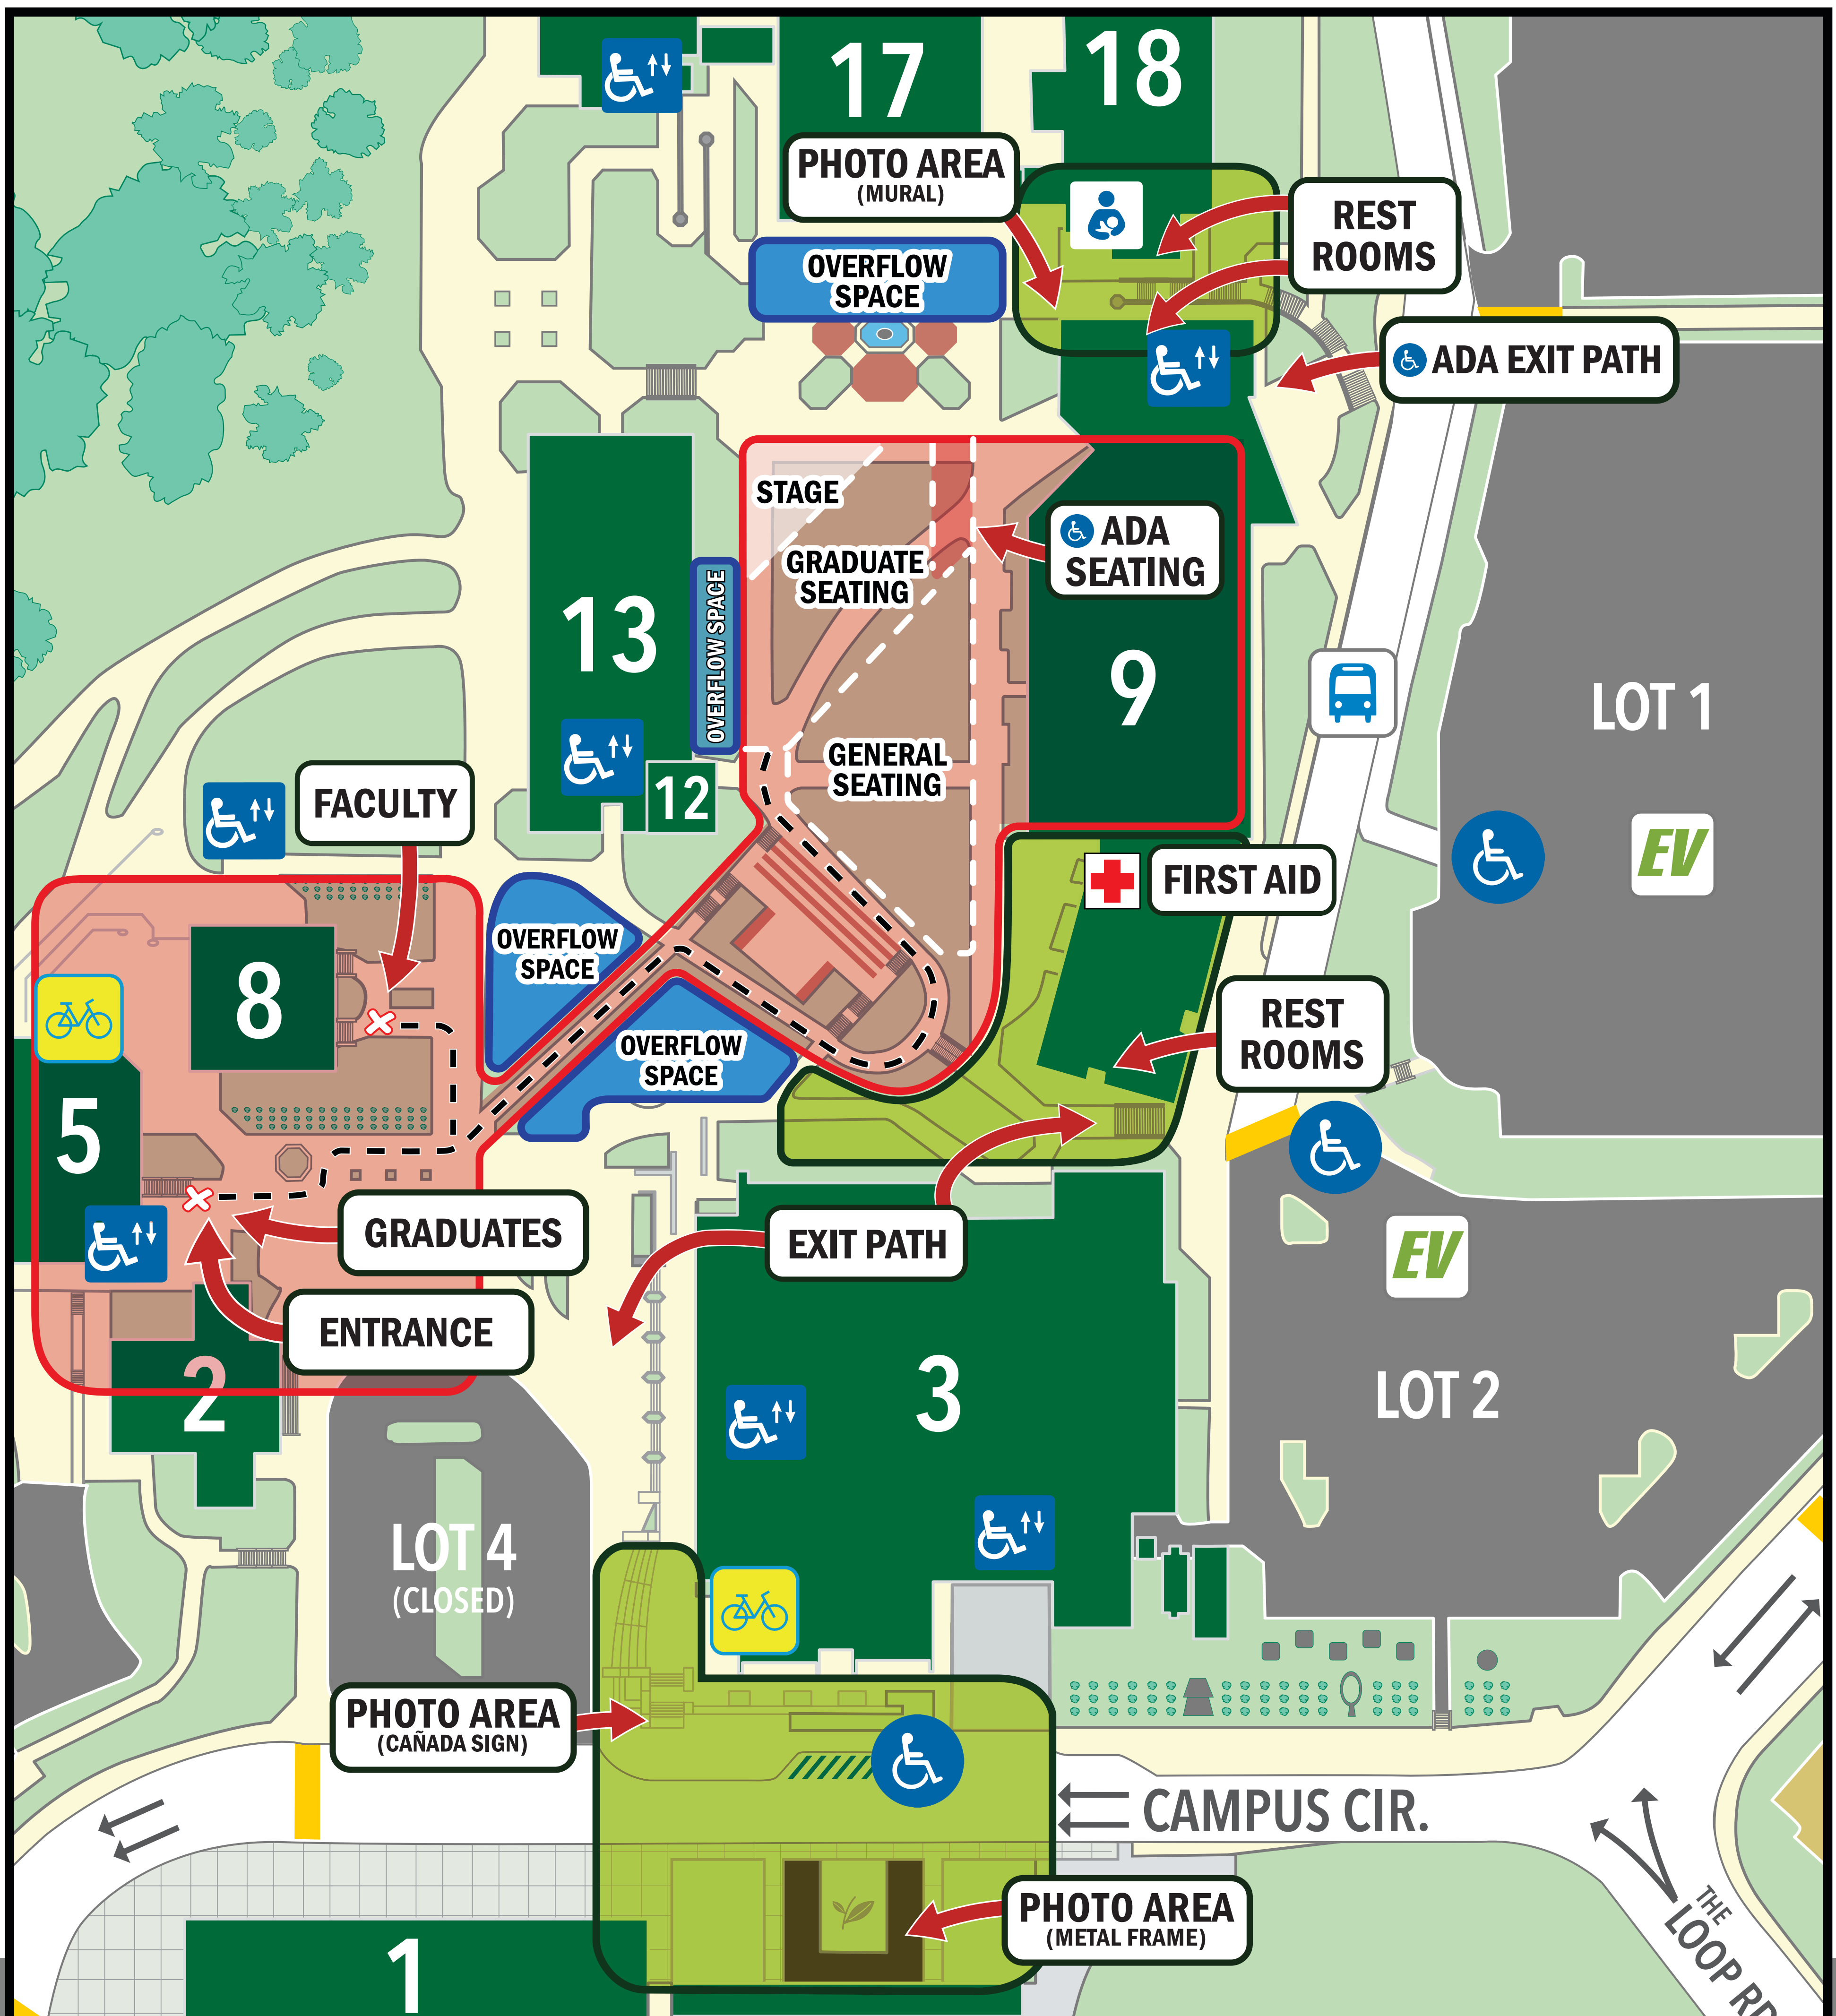 17
18
PHOTO AREA
(MURAL)
REST
ROOMS
OVERFLOW
SPACE
ADA EXIT PATH
STAGE
ADA
SEATING
GRADUATE
SEATING
OVERFLOW SPACE
13
9
LOT 1
GENERAL
SEATING
12
FACULTY
EV
FIRST AID
OVERFLOW
SPACE
8
REST
ROOMS
OVERFLOW
SPACE
5
GRADUATES
EXIT PATH
EV
ENTRANCE
2
3
LOT 2
LOT 4
(CLOSED)
PHOTO AREA
(CAÑADA SIGN)
CAMPUS CIR.
PHOTO AREA
(METAL FRAME)
THE
LOOP RD
1